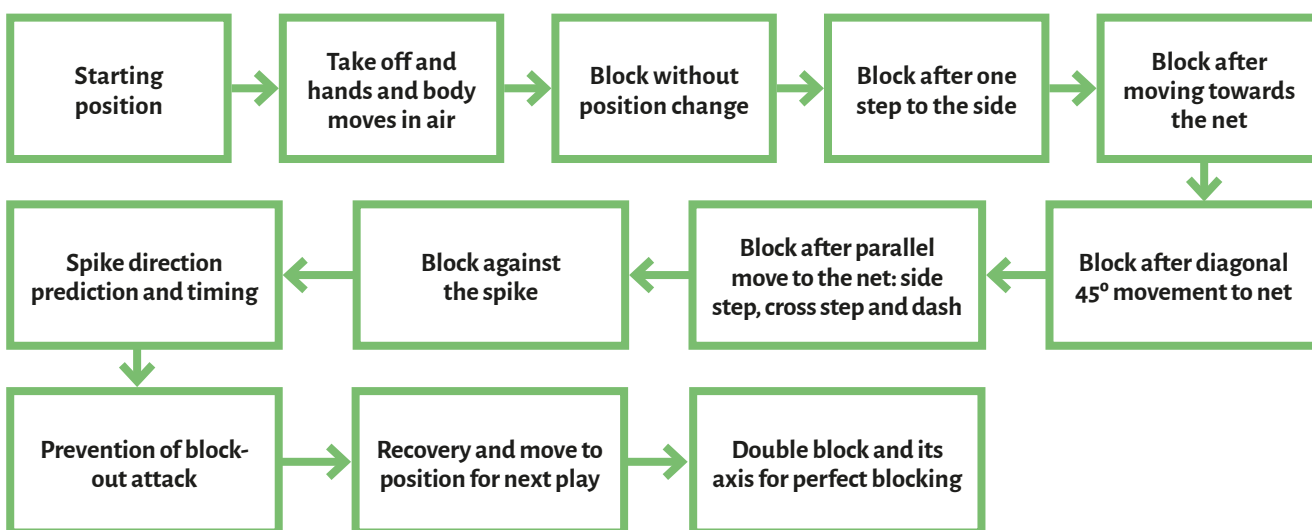 Starting
position
Take off and
hands and body
moves in air
Block without
position change
Block after one
step to the side
Block after
moving towards
the net
Block after diagonal
45º movement to net
Block after parallel
move to the net: side
step, cross step and dash
Block against
the spike
Spike direction
prediction and timing
Prevention of block-
out attack
Recovery and move to
position for next play
Double block and its
axis for perfect blocking